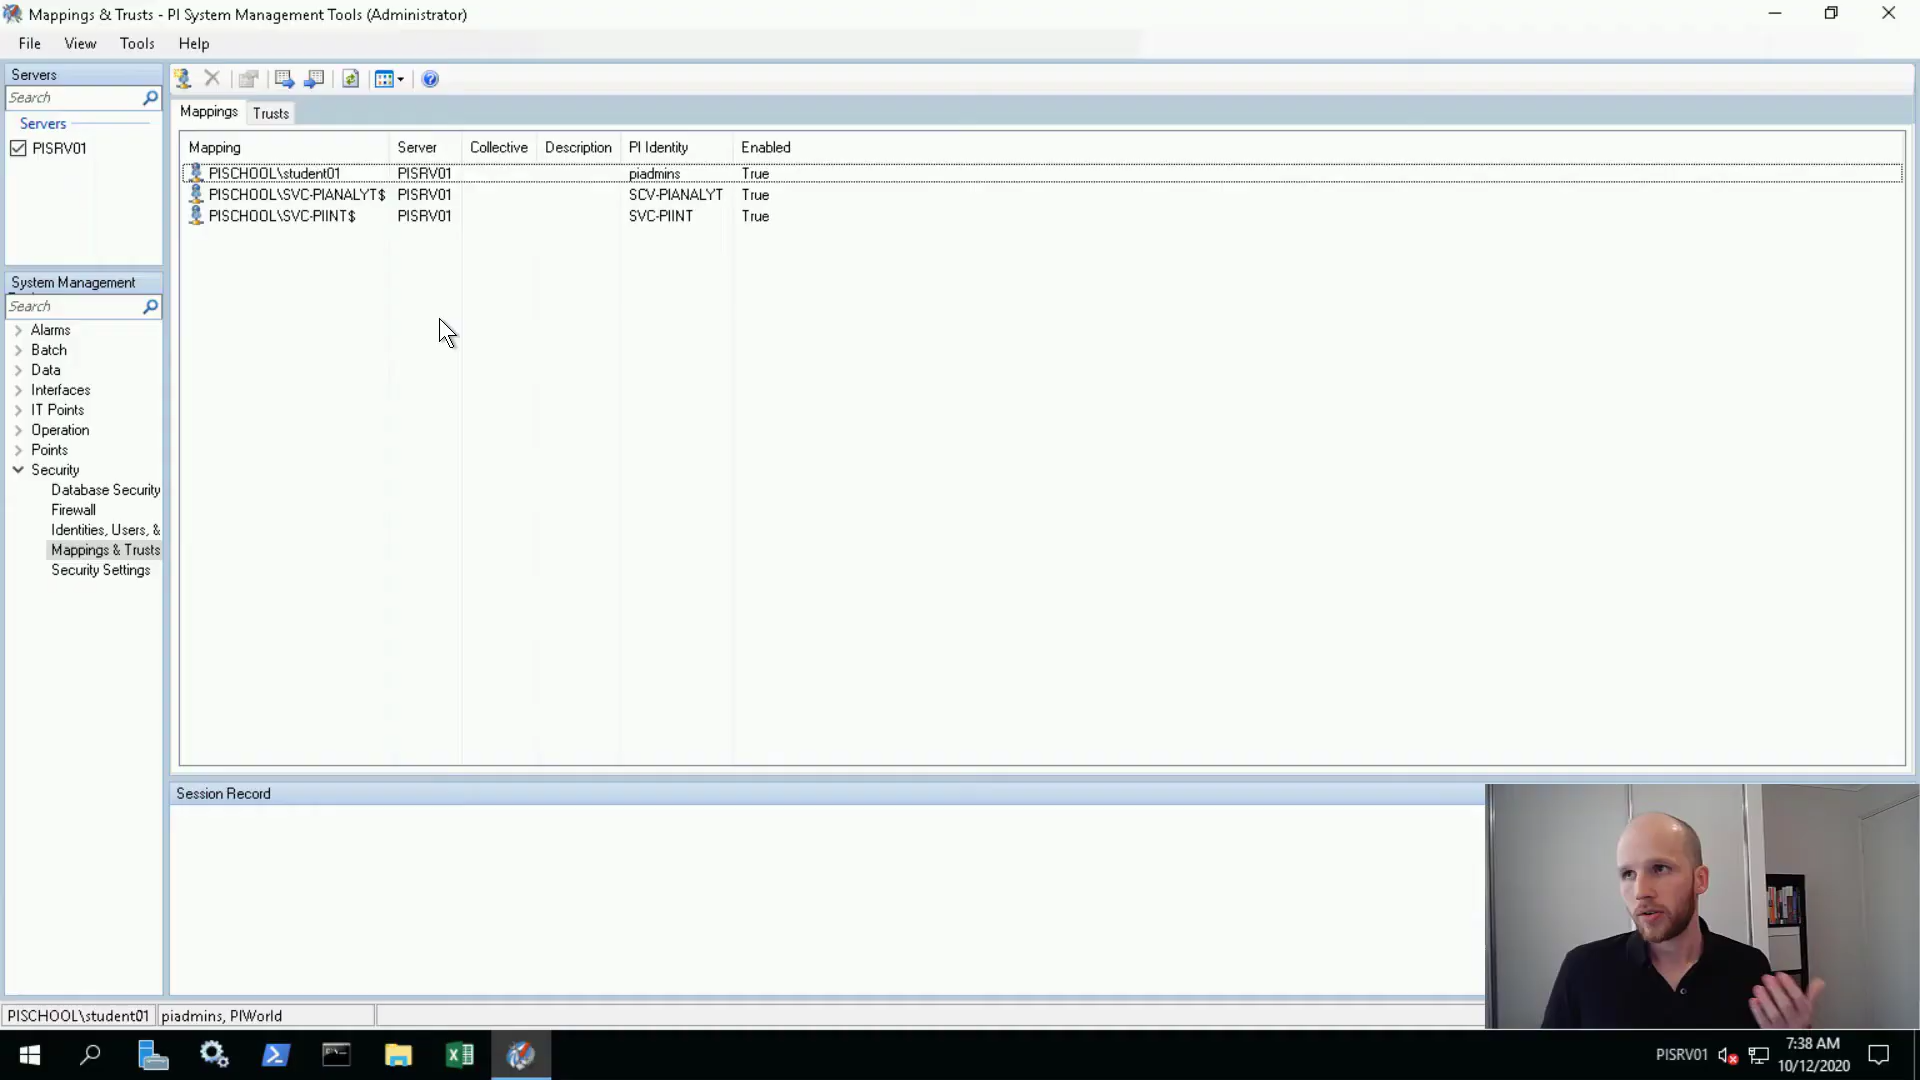 Mappings & Trusts - PI System Management Tools (Administrator)
File View Tools Help
Servers
Search
Servers
PISRV01
System Management
Search
Alarms
Batch
Data
Interfaces
IT Points
Operation
Points
Security
Database Security
Firewall
Identities, Users, &
Mappings & Trusts
Security Settings
Mappings Trusts
Mapping Server Collective Description PI Identity Enabled
PISCHOOL\student01 PISRV01 piadmins True
PISCHOOL\SVC-PIANALYT$ PISRV01 SCV-PIANALYT True
PISCHOOL\SVC-PIINT$ PISRV01 SVC-PIINT True
Session Record
PISCHOOL\student01 piadmins, PIWorld
PISRV01
7:38 AM
10/12/2020